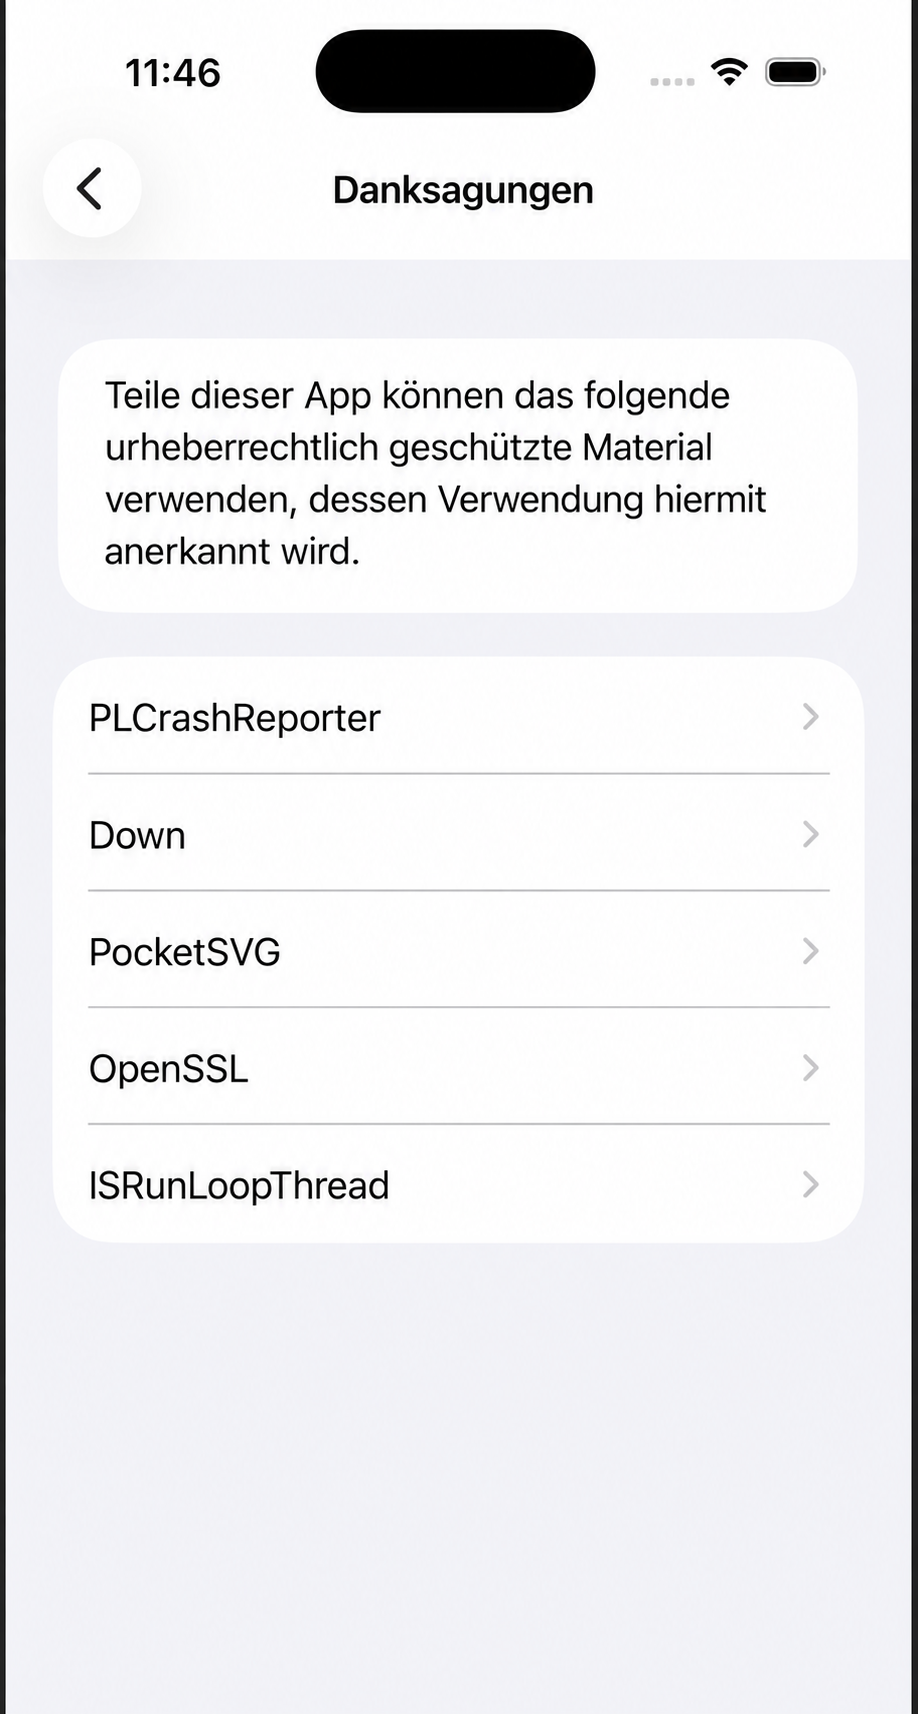 11:46
Danksagungen
Teile dieser App können das folgende
urheberrechtlich geschützte Material
verwenden, dessen Verwendung hiermit
anerkannt wird.
PLCrashReporter
Down
PocketSVG
OpenSSL
ISRunLoopThread